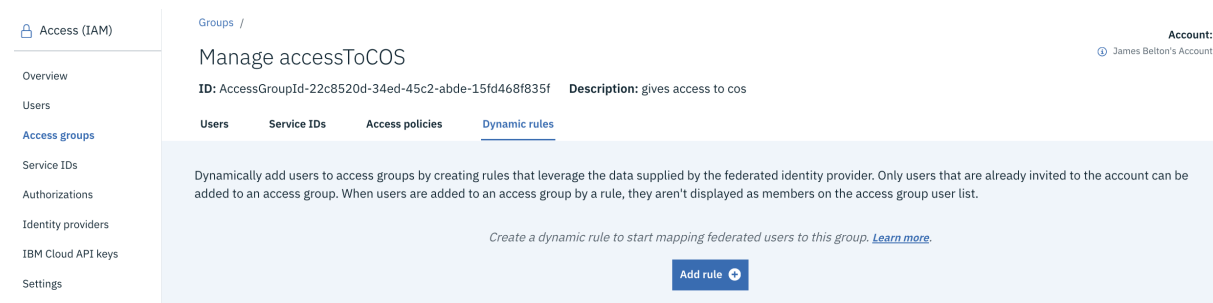 Access (IAM)
Overview
Users
Access groups
Service IDs
Authorizations
Identity providers
IBM Cloud API keys
Settings
Groups /
Manage accessToCOS
ID: AccessGroupId-22c8520d-34ed-45c2-abde-15fd468f835f Description: gives access to cos
Account:
James Belton's Account
Users Service IDs Access policies Dynamic rules
Dynamically add users to access groups by creating rules that leverage the data supplied by the federated identity provider. Only users that are already invited to the account can be
added to an access group. When users are added to an access group by a rule, they aren't displayed as members on the access group user list.
Create a dynamic rule to start mapping federated users to this group. Learn more.
Add rule